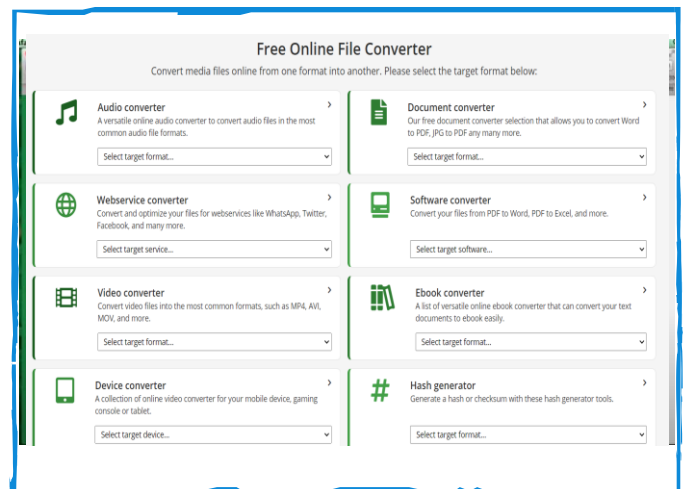 Free Online File Converter
Convert media files online from one format into another. Please select the target format below:
Audio converter
A versatile online audio converter to convert audio files in the most
common audio file formats.
Select target format...
Document converter
Our free document converter selection that allows you to convert Word
to PDF, JPG to PDF any many more.
Select target format...
Webservice converter
Convert and optimize your files for webservices like WhatsApp, Twitter,
Facebook, and many more.
Select target service...
Software converter
Convert your files from PDF to Word, PDF to Excel, and more.
Select target software...
Video converter
Convert video files into the most common formats, such as MP4, AVI,
MOV, and more.
Select target format...
Ebook converter
A list of versatile online ebook converter that can convert your text
documents to ebook easily.
Select target format...
Device converter
A collection of online video converter for your mobile device, gaming
console or tablet.
Select target device...
Hash generator
Generate a hash or checksum with these hash generator tools.
Select target format...